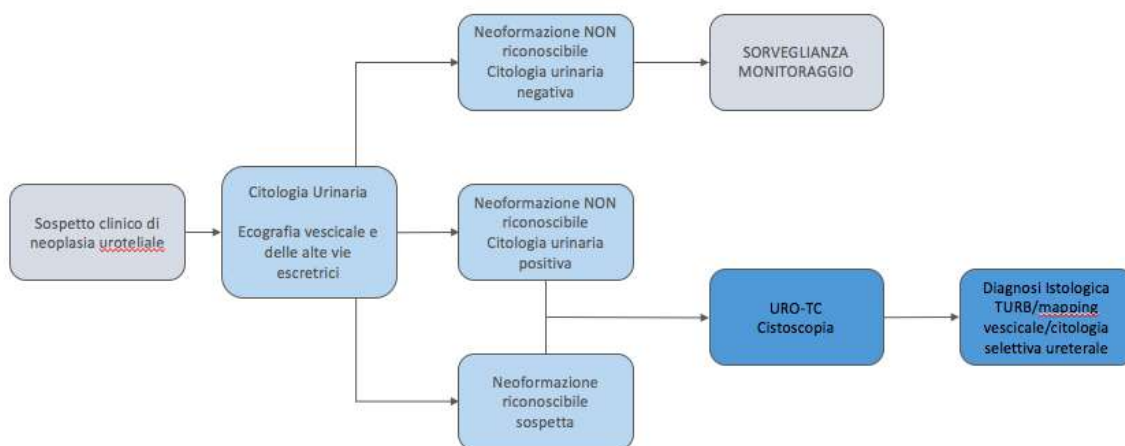 Sospetto clinico di
neoplasia uroteliale
Citologia Urinaria
Ecografia vescicale e
delle alte vie
escretrici
Neoformazione NON
riconoscibile
Citologia urinaria
negativa
SORVEGLIANZA
MONITORAGGIO
Neoformazione NON
riconoscibile
Citologia urinaria
positiva
Neoformazione
riconoscibile
sospetta
URO-TC
Cistoscopia
Diagnosi Istologica
TURB/mapping
vescicale/citologia
selettiva ureterale